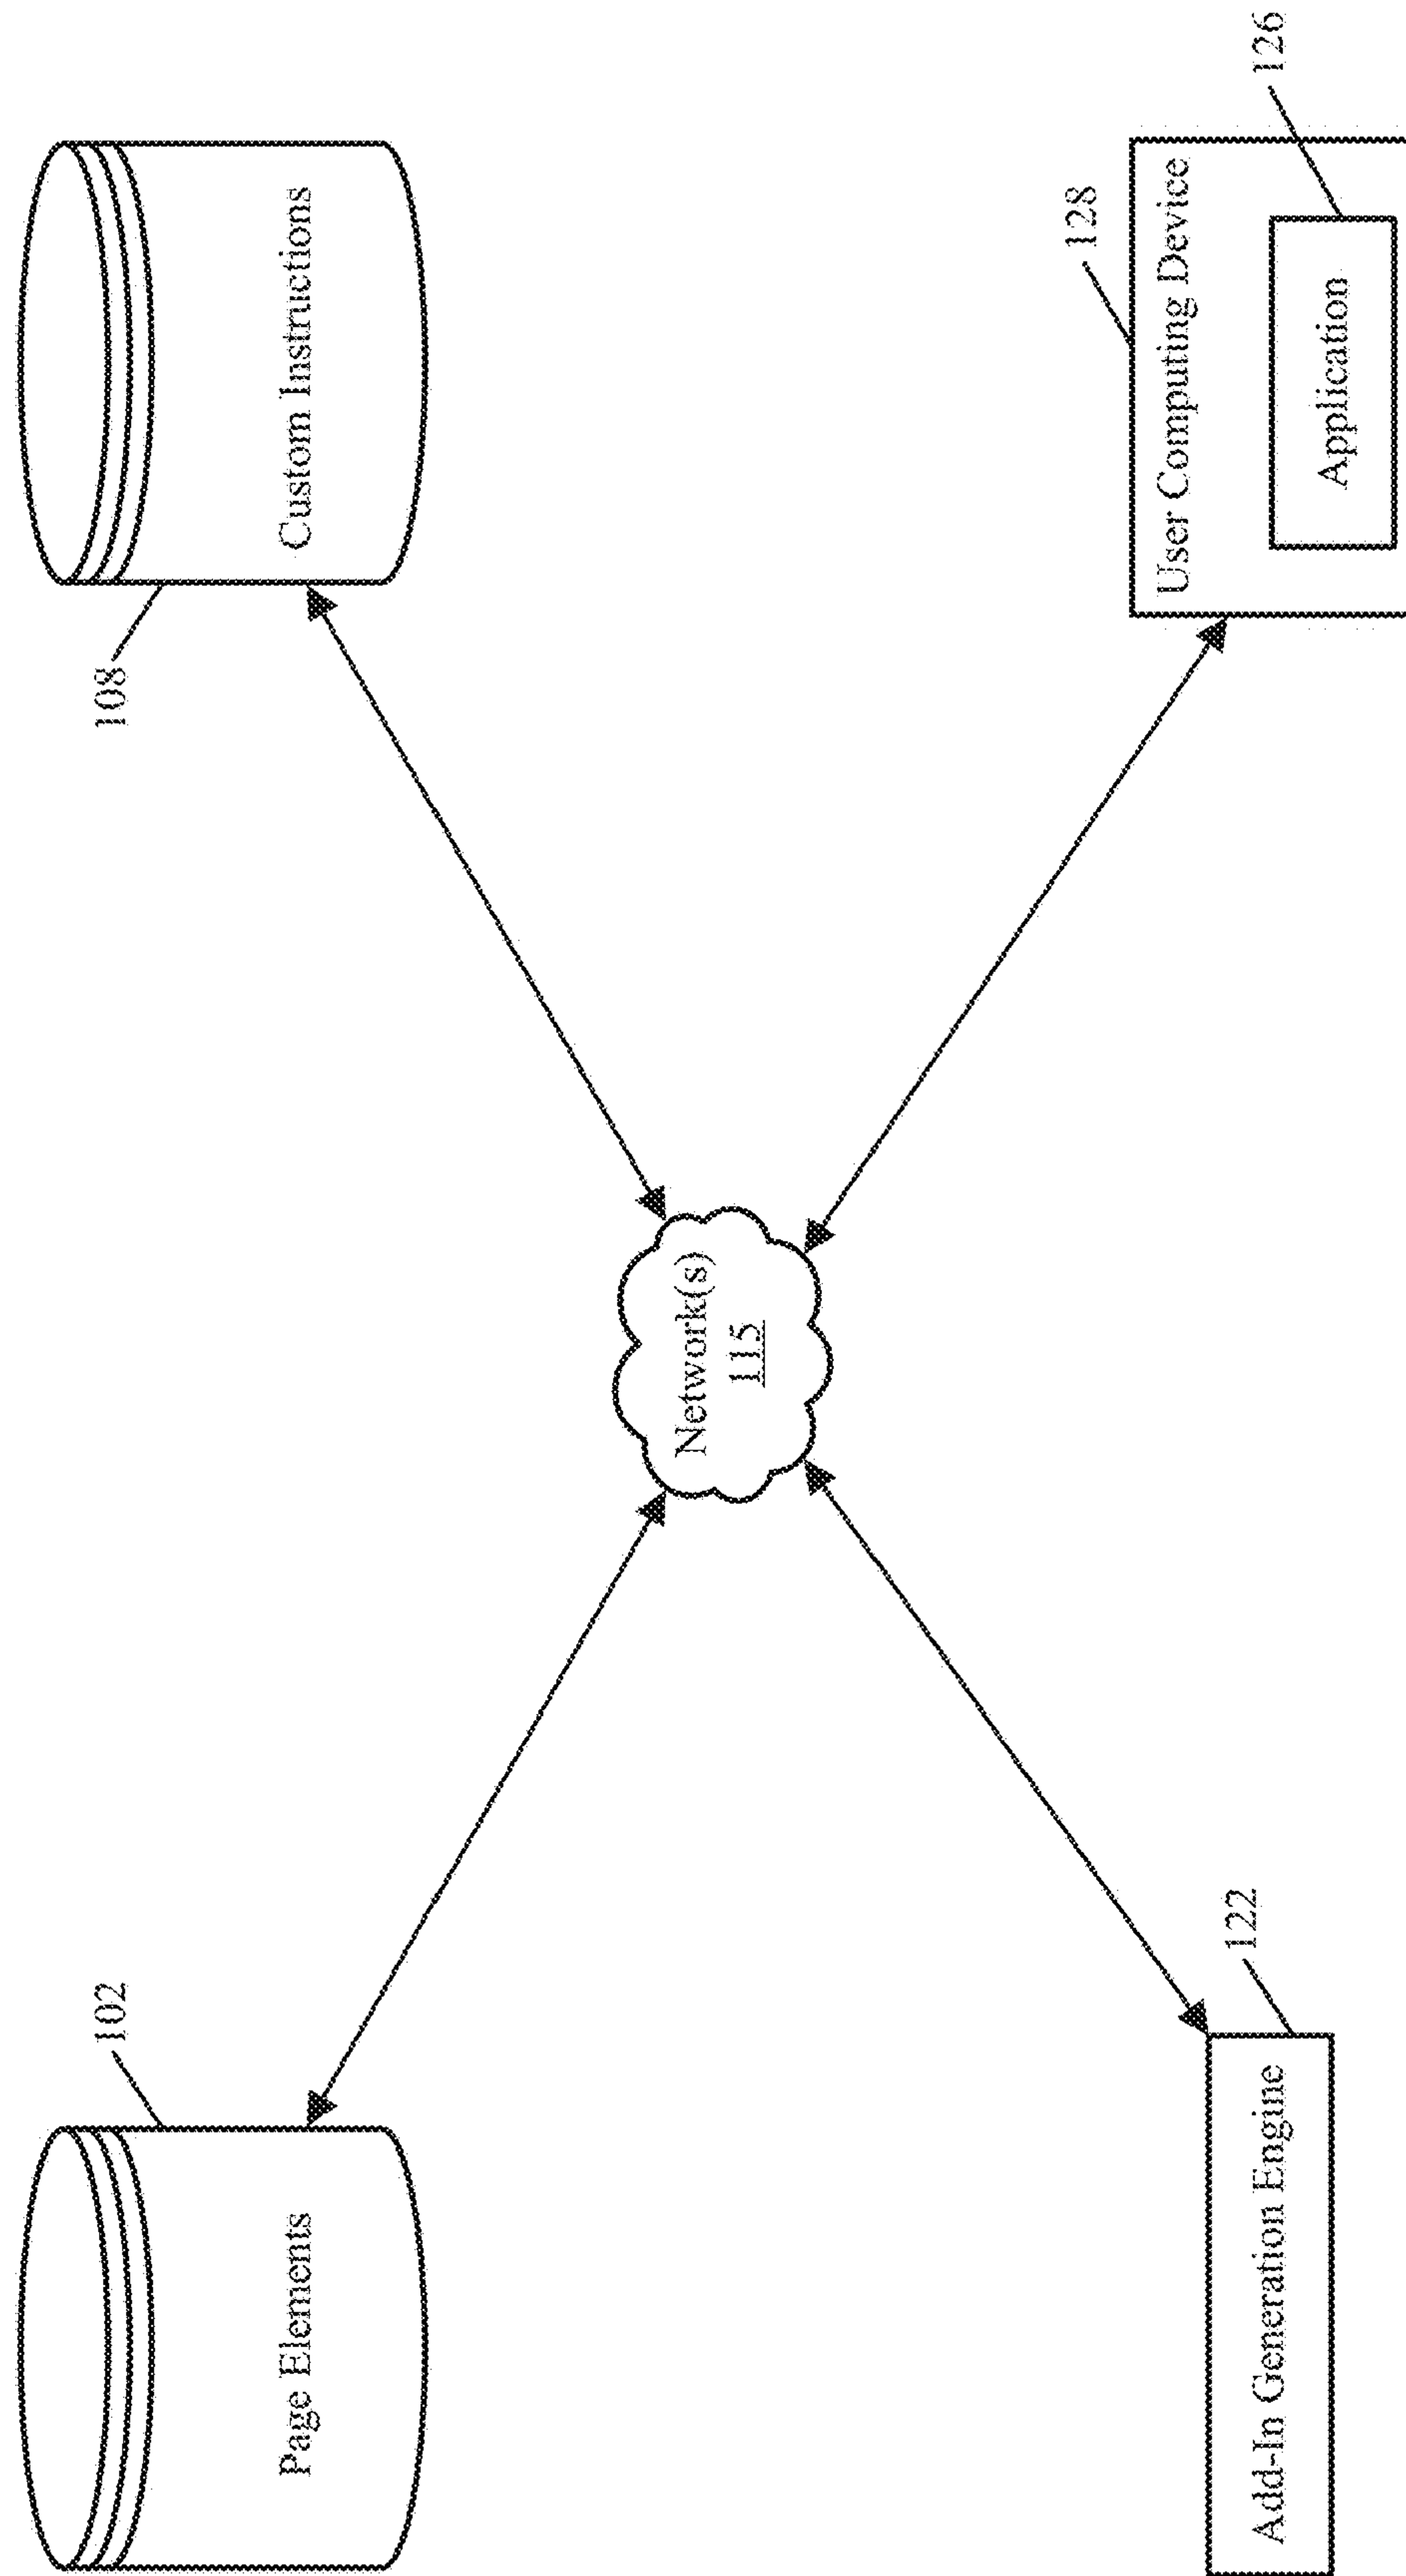 102
108
Page Elements
Custom Instructions
Network(s)
115
122
128
Add-In Generation Engine
User Computing Device
Application
126